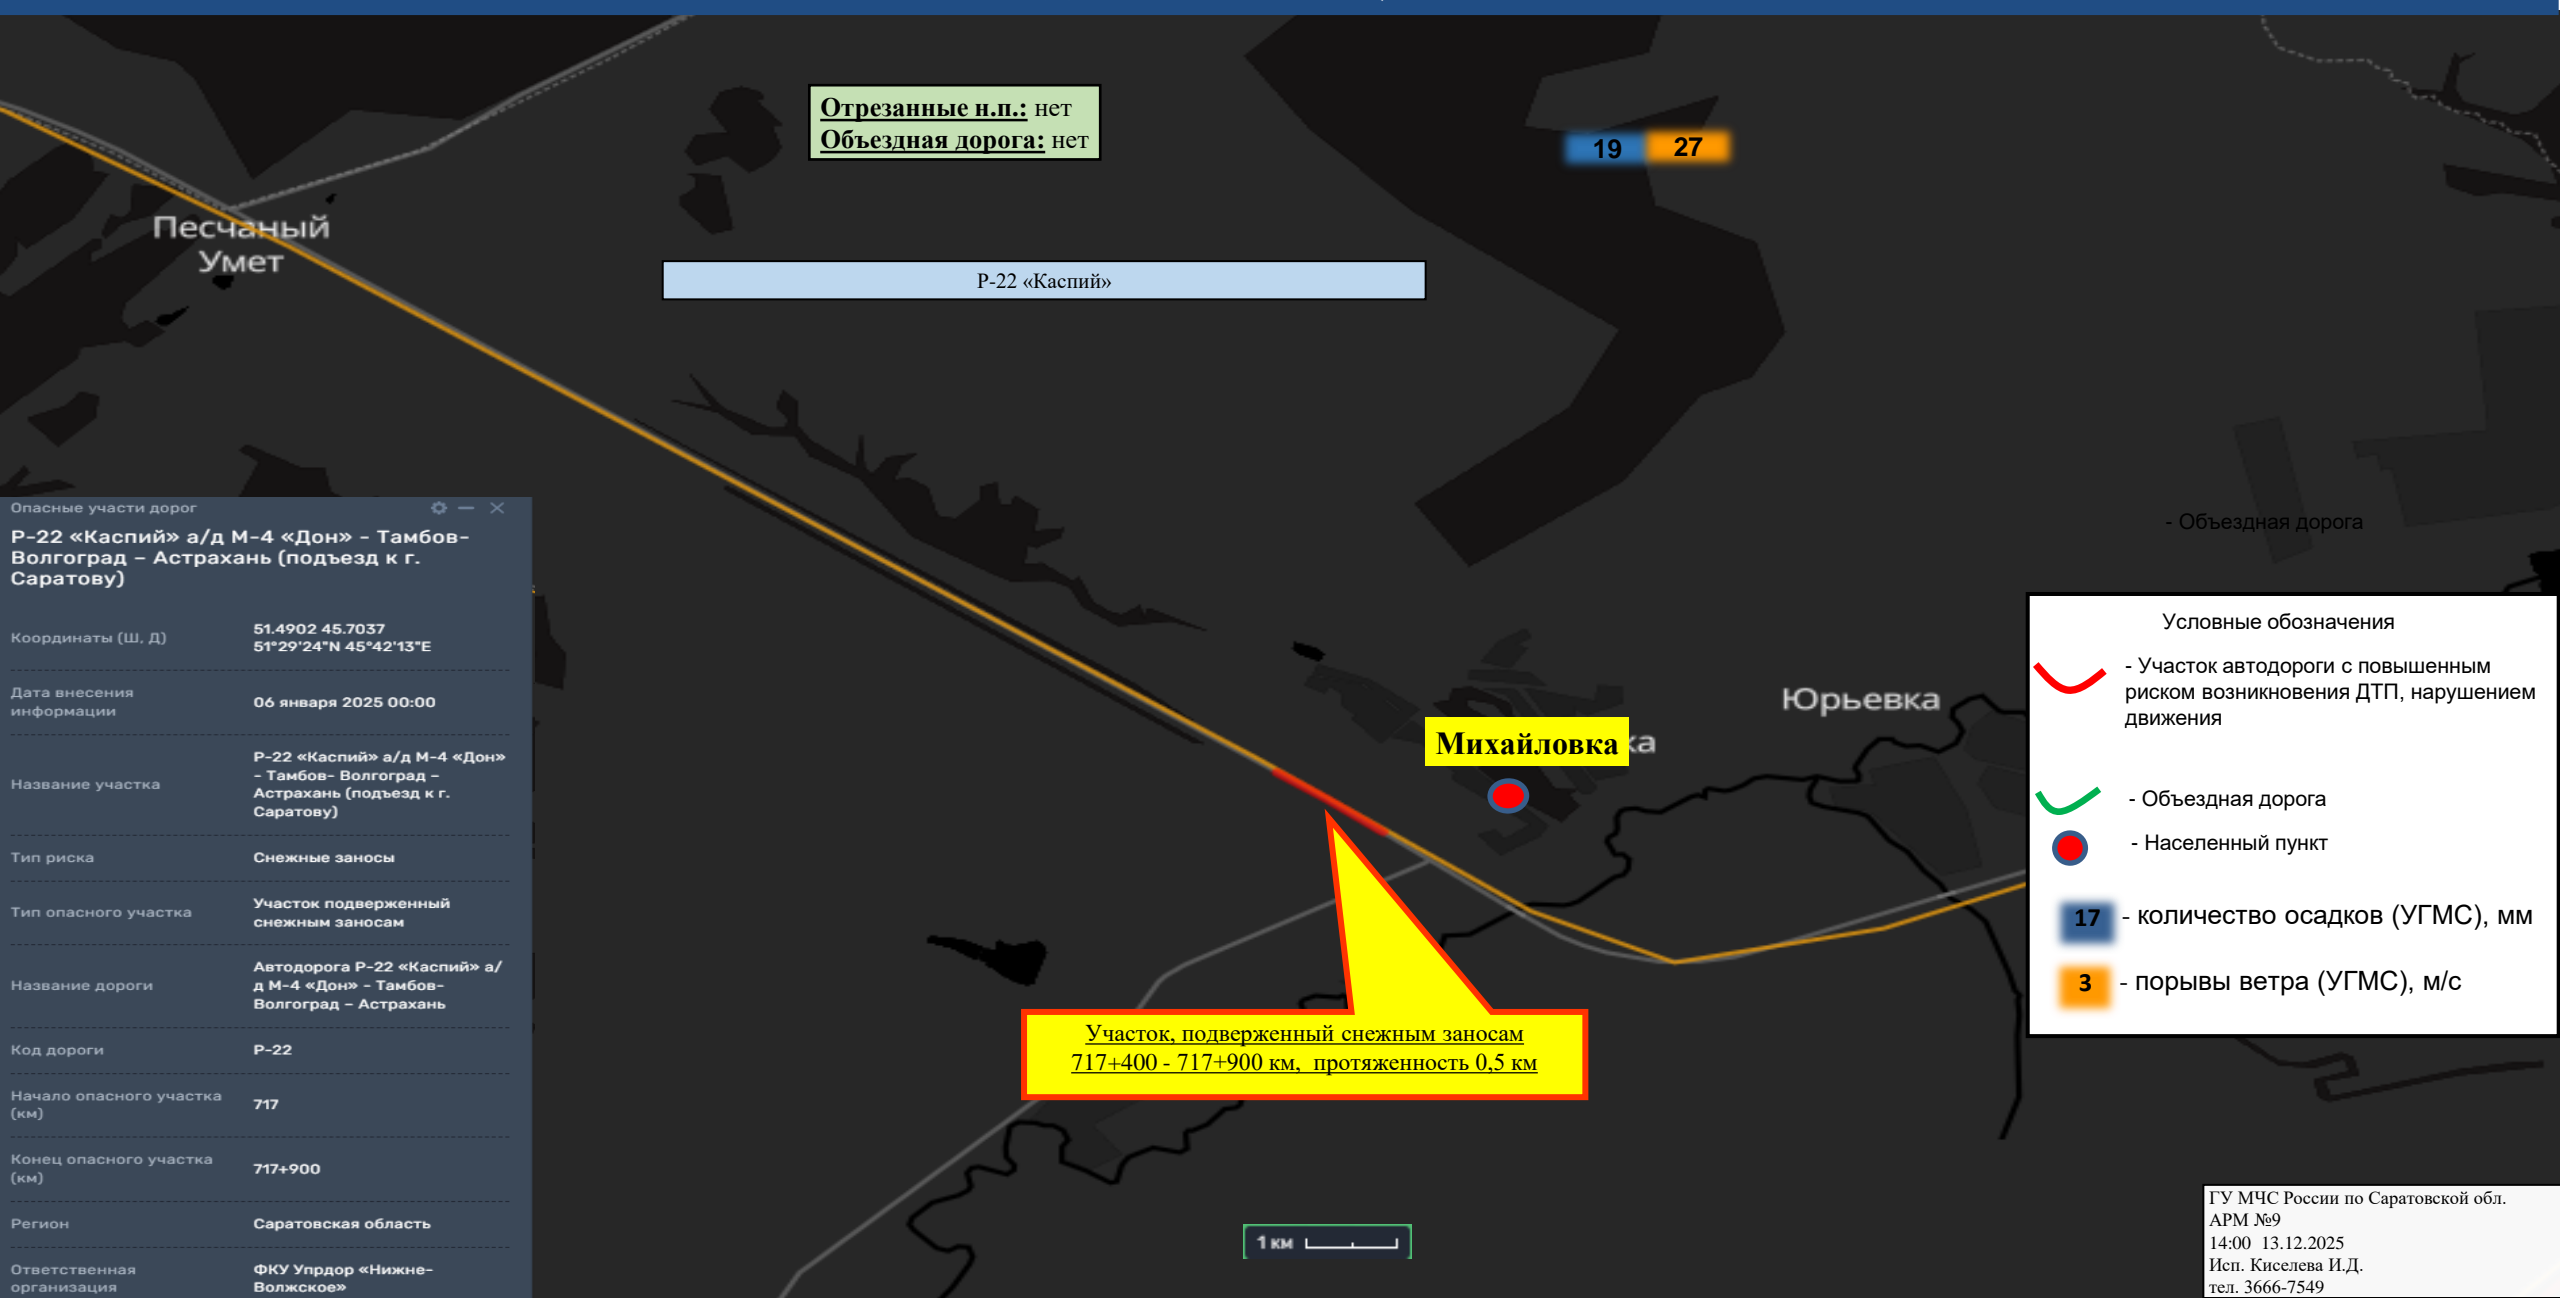 Отрезанные н.п.: нет
Объездная дорога: нет
19 27
Песчаный
Умет
Р-22 «Каспий»
Опасные участи дорог
Р-22 «Каспий» а/д М-4 «Дон» - Тамбов-
Волгоград – Астрахань (подъезд к г.
Саратову)
Координаты (Ш, Д)
51.4902 45.7037
51°29'24"N 45°42'13"E
Дата внесения
информации
06 января 2025 00:00
Название участка
Р-22 «Каспий» а/д М-4 «Дон»
- Тамбов- Волгоград –
Астрахань (подъезд к г.
Саратову)
Тип риска
Снежные заносы
Тип опасного участка
Участок подверженный
снежным заносам
Название дороги
Автодорога Р-22 «Каспий» а/
д М-4 «Дон» - Тамбов-
Волгоград – Астрахань
Код дороги
Р-22
Начало опасного участка
(км)
717
Конец опасного участка
(км)
717+900
Регион
Саратовская область
Ответственная
организация
ФКУ Упрдор «Нижне-
Волжское»
Михайловка
ка
Юрьевка
Участок, подверженный снежным заносам
717+400 - 717+900 км, протяженность 0,5 км
1 км
- Объездная дорога
Условные обозначения
- Участок автодороги с повышенным
риском возникновения ДТП, нарушением
движения
- Объездная дорога
- Населенный пункт
17 - количество осадков (УГМС), мм
3 - порывы ветра (УГМС), м/с
ГУ МЧС России по Саратовской обл.
АРМ №9
14:00 13.12.2025
Исп. Киселева И.Д.
тел. 3666-7549